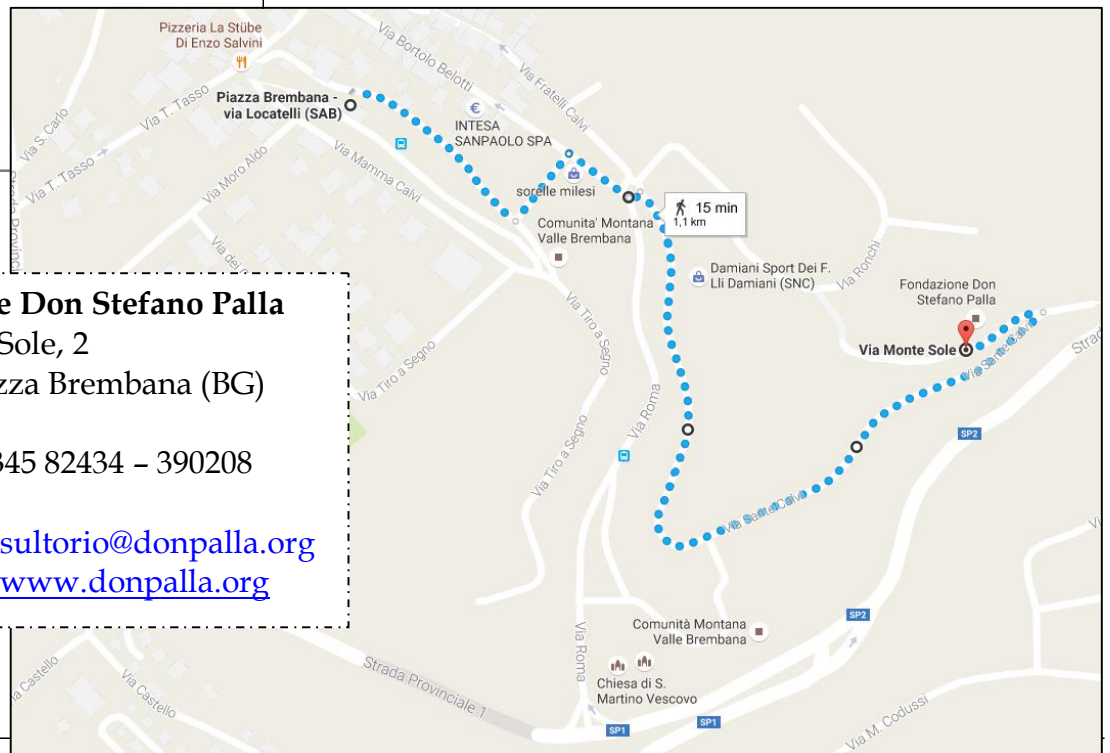 Pizzeria La Stübe
Di Enzo Salvini
Via Bortolo Belotti
Via Fratelli Calvi
Piazza Brembana -
via Locatelli (SAB)
INTESA
SANPAOLO SPA
Via S. Carlo
Via T. Tasso
Via T. Tasso
Via Moro Aldo
Via Mamma Calvi
sorelle milesi
15 min
1,1 km
Comunita' Montana
Valle Brembana
Damiani Sport Dei F.
Lli Damiani (SNC)
Via Ronchi
Fondazione Don
Stefano Palla
Via Monte Sole
Via Sante Calvi
e Don Stefano Palla
Sole, 2
zza Brembana (BG)
345 82434 – 390208
sultorio@donpalla.org
www.donpalla.org
Via Tiro a Segno
Via Tiro a Segno
Via Tiro a Segno
Via Roma
SP2
Via Sante Calvi
SP2
Comunità Montana
Valle Brembana
Chiesa di S.
Martino Vescovo
Via Roma
Strada Provinciale 1
Via Castello
SP1
SP1
Via M. Codussi